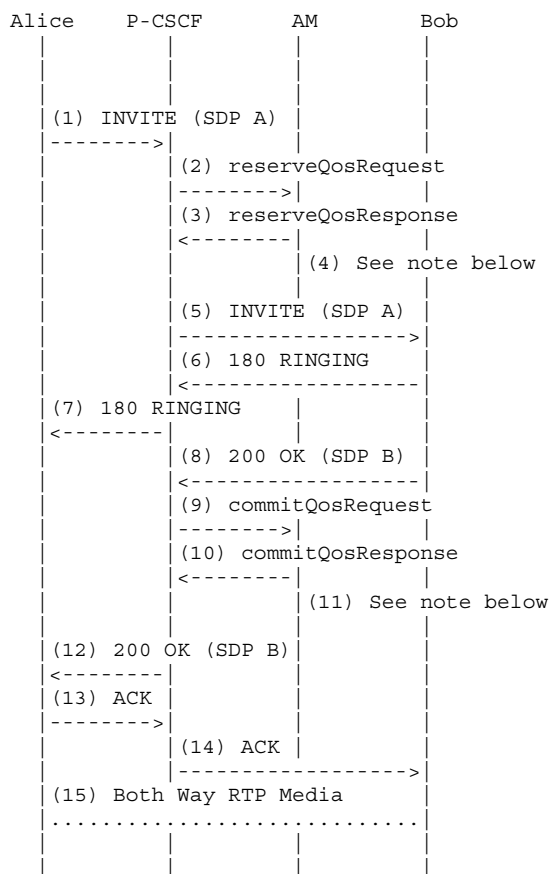 Alice P-CSCF AM Bob
(1) INVITE (SDP A)
(2) reserveQosRequest
(3) reserveQosResponse
(4) See note below
(5) INVITE (SDP A)
(6) 180 RINGING
(7) 180 RINGING
(8) 200 OK (SDP B)
(9) commitQosRequest
(10) commitQosResponse
(11) See note below
(12) 200 OK (SDP B)
(13) ACK
(14) ACK
(15) Both Way RTP Media